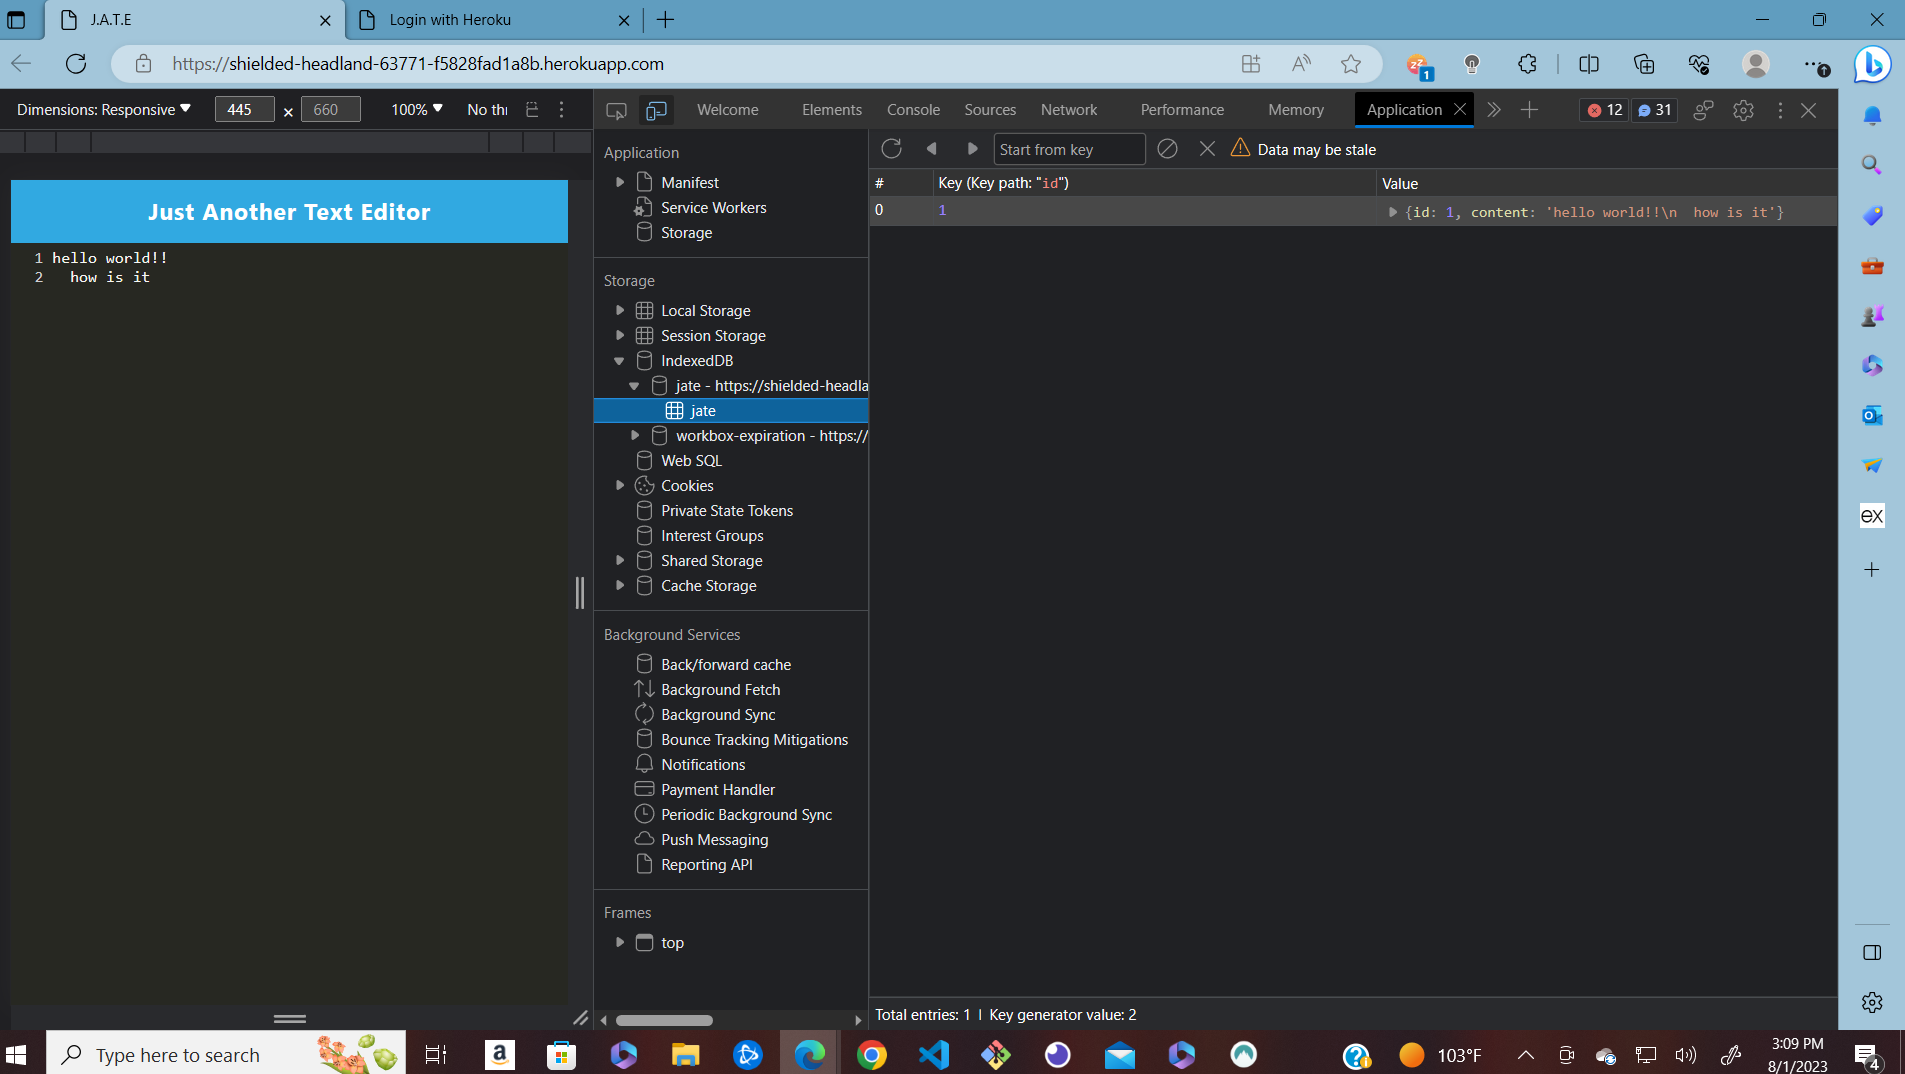 J.A.T.E
Login with Heroku
https://shielded-headland-63771-f5828fad1a8b.herokuapp.com
1
Dimensions: Responsive
445
×
660
100%
No thr
Welcome
Elements
Console
Sources
Network
Performance
Memory
Application
12
31
Start from key
Data may be stale
# Key (Key path: "id") Value
0 1 {id: 1, content: 'hello world!!\n  how is it'}
Just Another Text Editor
1 hello world!!
2   how is it
Application
Manifest
Service Workers
Storage
Storage
Local Storage
Session Storage
IndexedDB
jate - https://shielded-headla
jate
workbox-expiration - https://
Web SQL
Cookies
Private State Tokens
Interest Groups
Shared Storage
Cache Storage
Background Services
Back/forward cache
Background Fetch
Background Sync
Bounce Tracking Mitigations
Notifications
Payment Handler
Periodic Background Sync
Push Messaging
Reporting API
Frames
top
Total entries: 1 | Key generator value: 2
ex
Type here to search
a
103°F
3:09 PM
8/1/2023
4